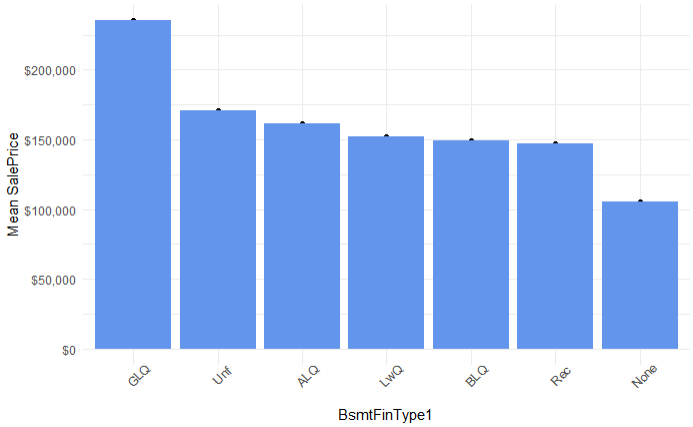 Mean SalePrice
$200,000
$150,000
$100,000
$50,000
$0
GLQ
Unf
ALQ
LwQ
BLQ
Rec
None
BsmtFinType1